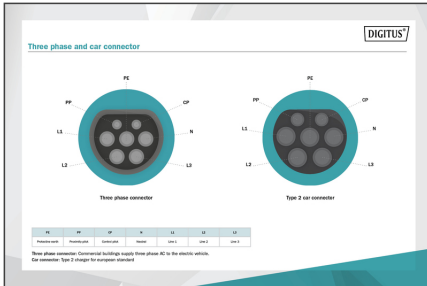 DIGITUS®
Three phase and car connector
PE
PP
CP
L1
N
L2
L3
Three phase connector
PE
PP
CP
L1
N
L2
L3
Type 2 car connector
PE PP CP N L1 L2 L3
Protective earth Proximity pilot Control pilot Neutral Line 1 Line 2 Line 3
Three phase connector: Commercial buildings supply three phase AC to the electric vehicle.
Car connector: Type 2 charger for european standard